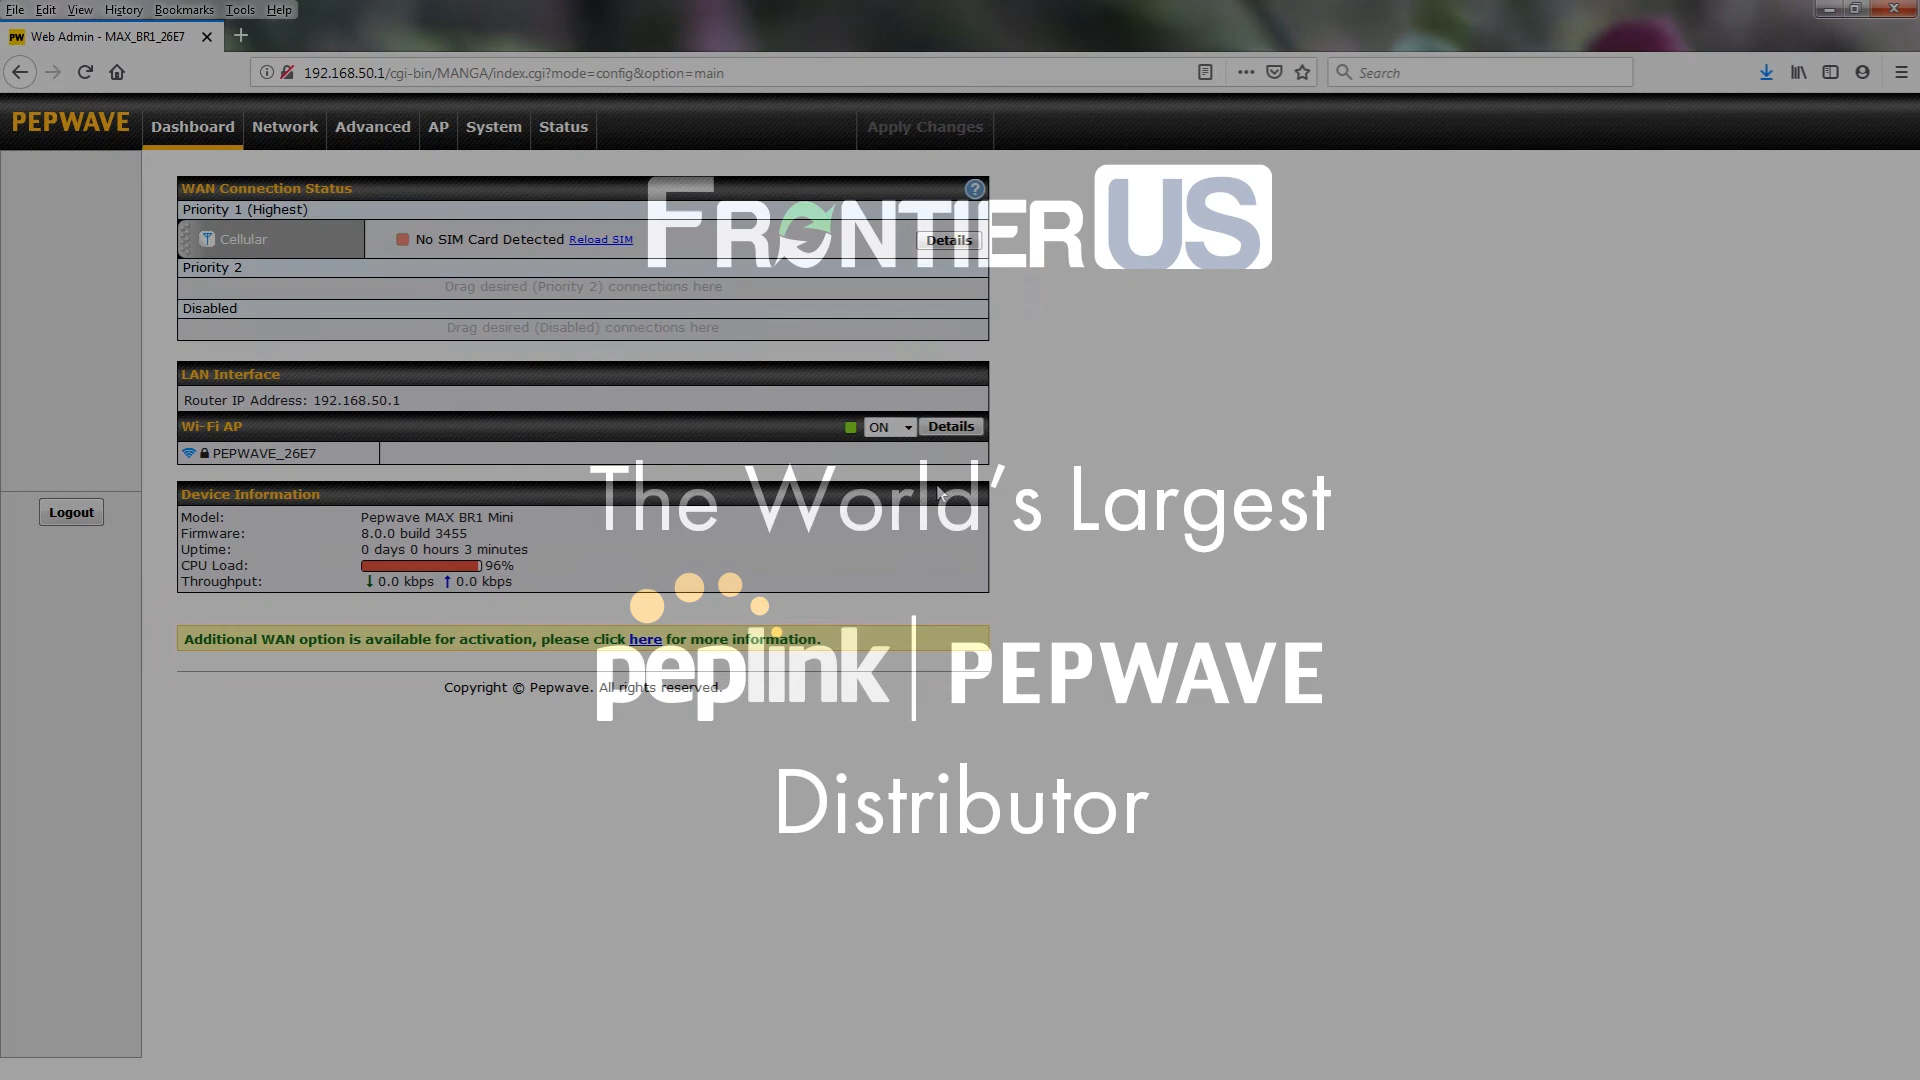 File Edit View History Bookmarks Tools Help
PW Web Admin - MAX_BR1_26E7
192.168.50.1/cgi-bin/MANGA/index.cgi?mode=config&option=main
Search
PEPWAVE
Dashboard Network Advanced AP System Status Apply Changes
WAN Connection Status
Priority 1 (Highest)
Cellular
No SIM Card Detected Reload SIM
Details
Priority 2
Drag desired (Priority 2) connections here
Disabled
Drag desired (Disabled) connections here
FRONTIER US
LAN Interface
Router IP Address: 192.168.50.1
Wi-Fi AP ON Details
PEPWAVE_26E7
Logout
Device Information
Model: Pepwave MAX BR1 Mini
Firmware: 8.0.0 build 3455
Uptime: 0 days 0 hours 3 minutes
CPU Load: 96%
Throughput: 0.0 kbps 0.0 kbps
The World's Largest
Additional WAN option is available for activation, please click here for more information.
Copyright © Pepwave. All rights reserved.
peplink | PEPWAVE
Distributor